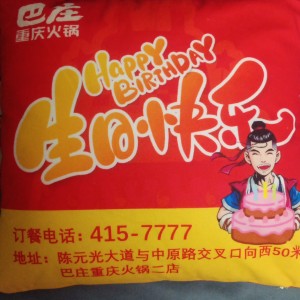 巴庄
重庆火锅
HAPPY
BIRTHDAY
生日快乐
订餐电话: 415-7777
地址: 陈元光大道与中原路交叉口向西50米
巴庄重庆火锅二店